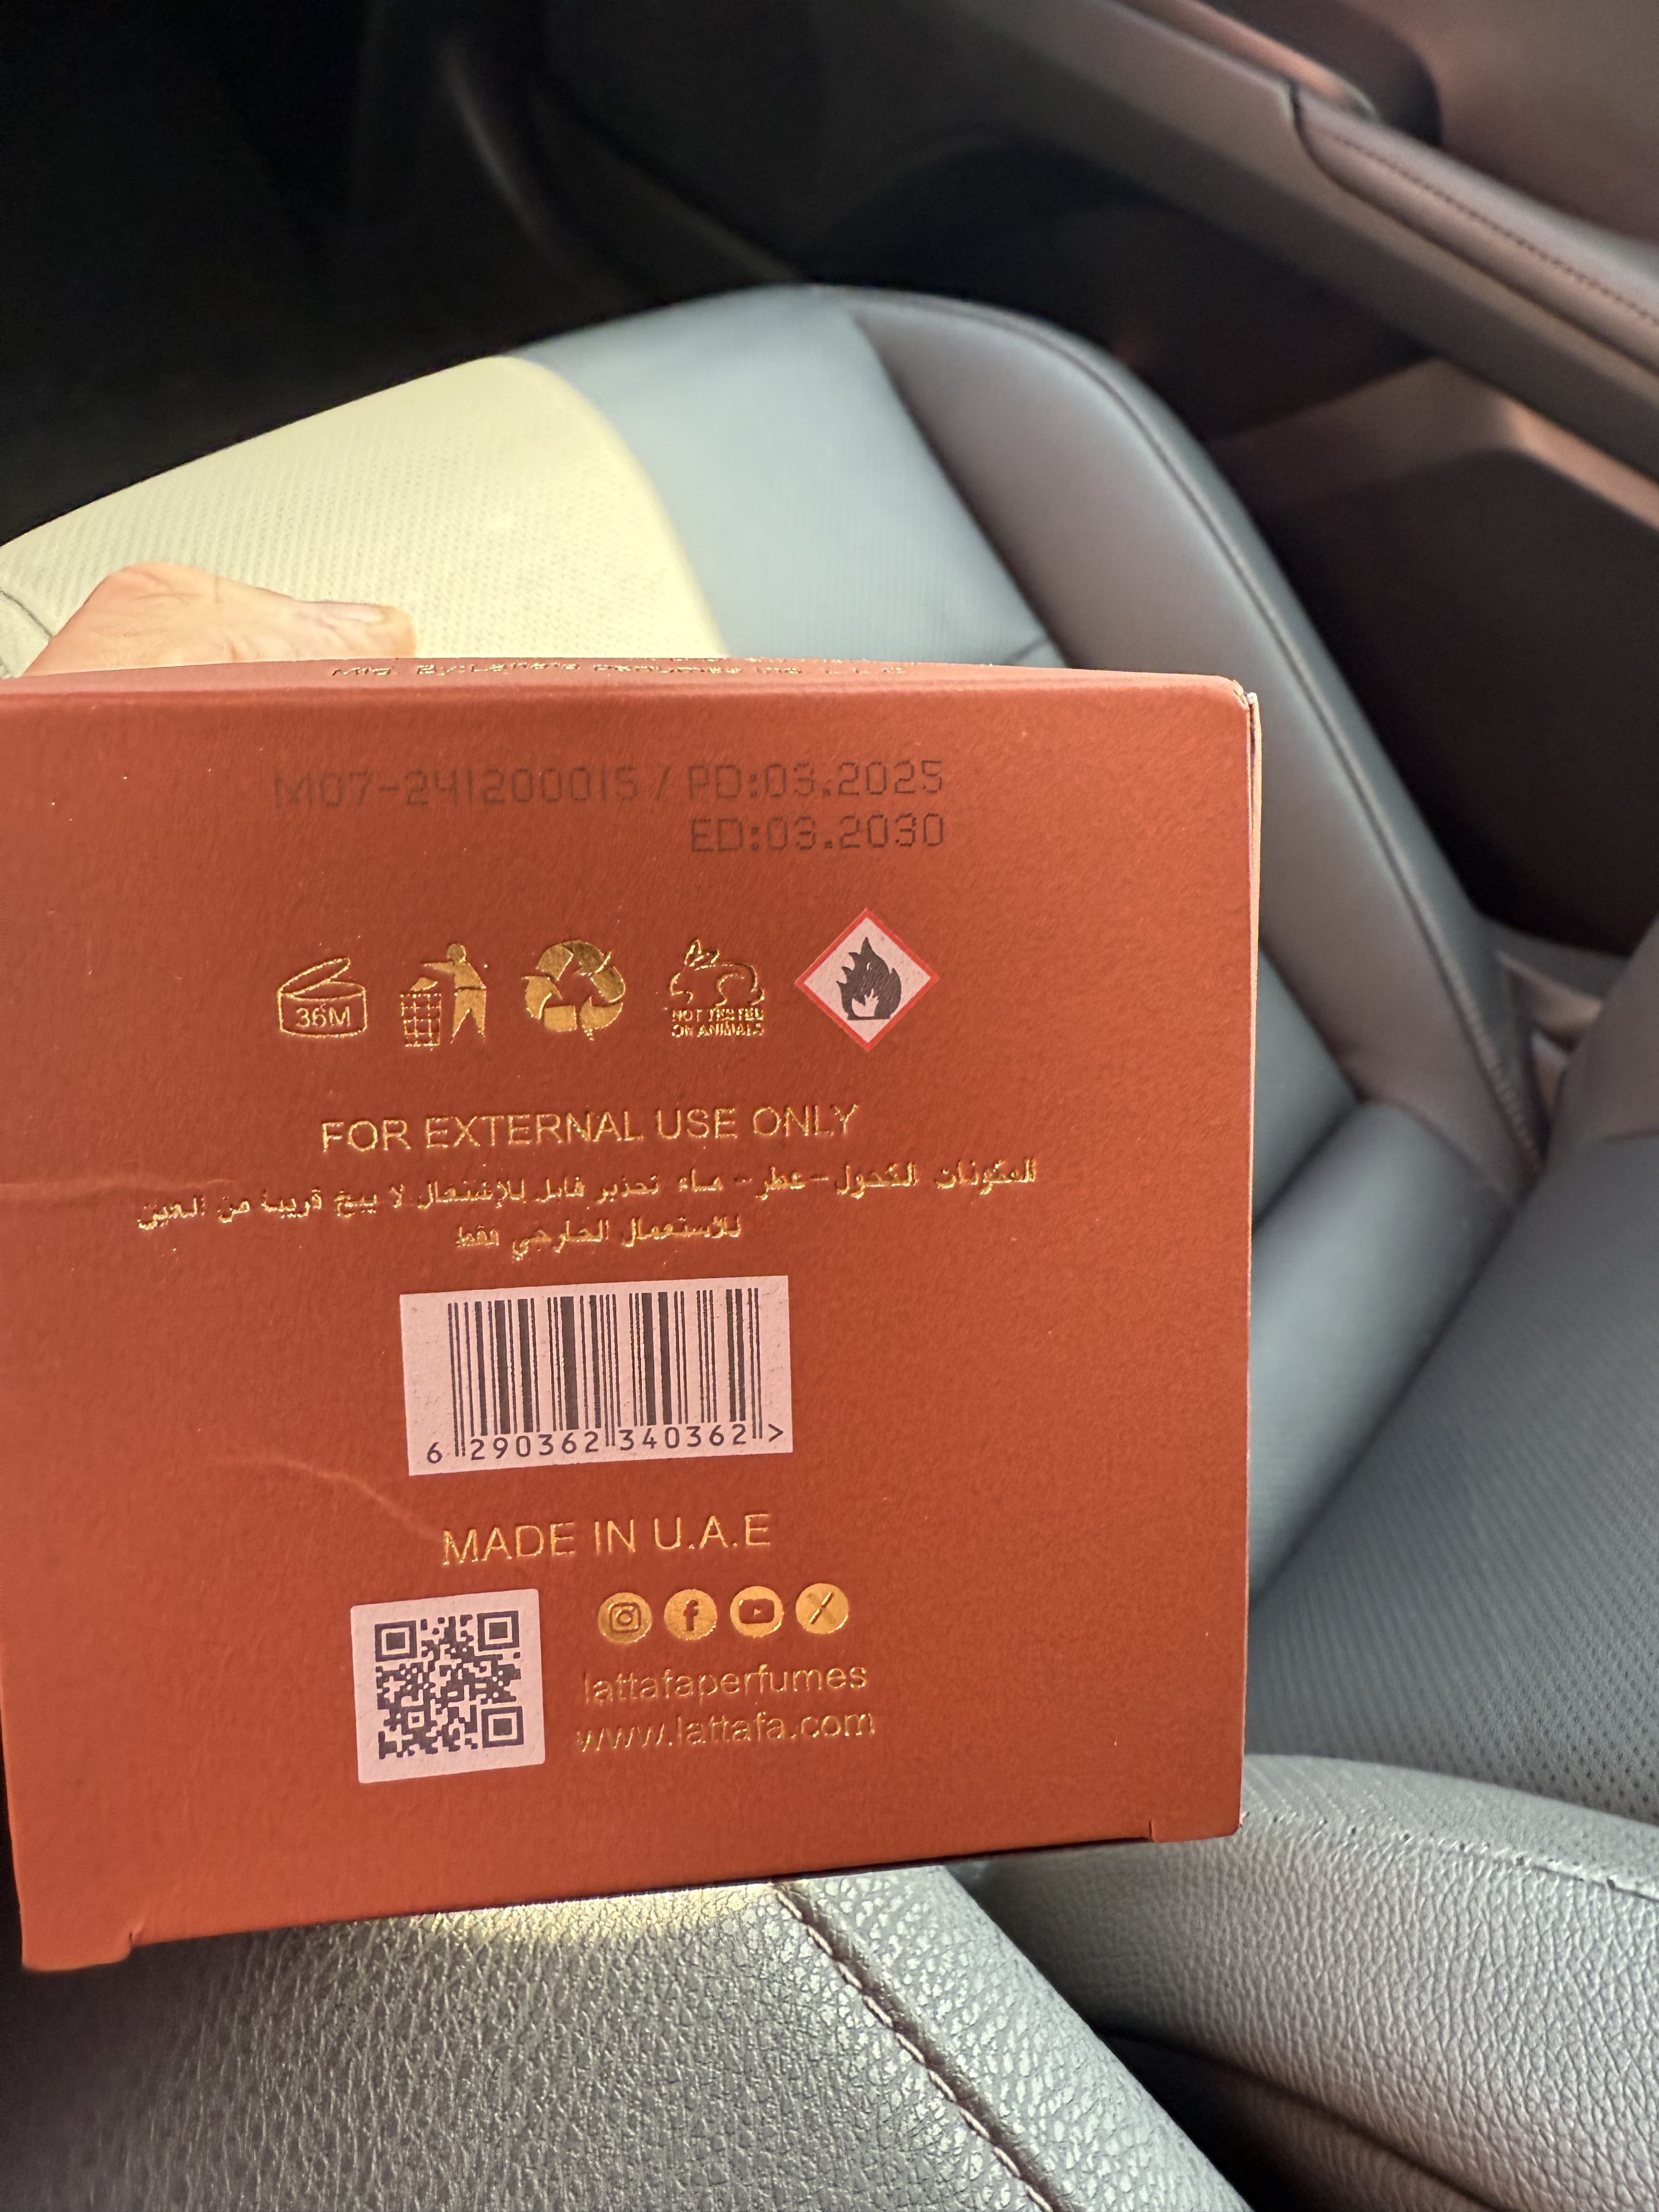 M07-241200015 / PD:03.2025
ED:03.2030
36M
NOT TESTED
ON ANIMALS
FOR EXTERNAL USE ONLY
المكونات الكحول-عطر- ماء تحذير قابل للإشتعال لا يبخ قريبة من العين
للاستعمال الخارجي فقط
6 290362 340362 >
MADE IN U.A.E
lattafaperfumes
www.lattafa.com